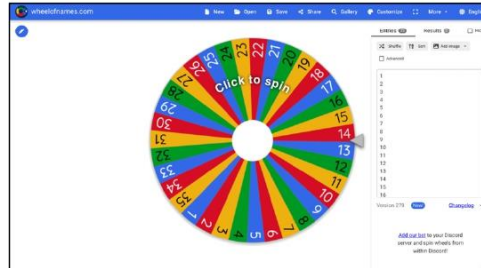 wheelofnames.com
New
Open
Save
Share
Gallery
Customize
More
English
Entries
Results
Shuffle
Sort
Add image
Advanced
Click to spin
22
21
20
19
18
17
16
15
14
13
12
11
10
9
8
7
6
5
4
3
2
1
35
34
33
32
31
30
29
28
27
26
25
24
23
1
2
3
4
5
6
7
8
9
10
11
12
13
14
15
16
New!
Changelog
Add our bot to your Discord
server and spin wheels from
within Discord!